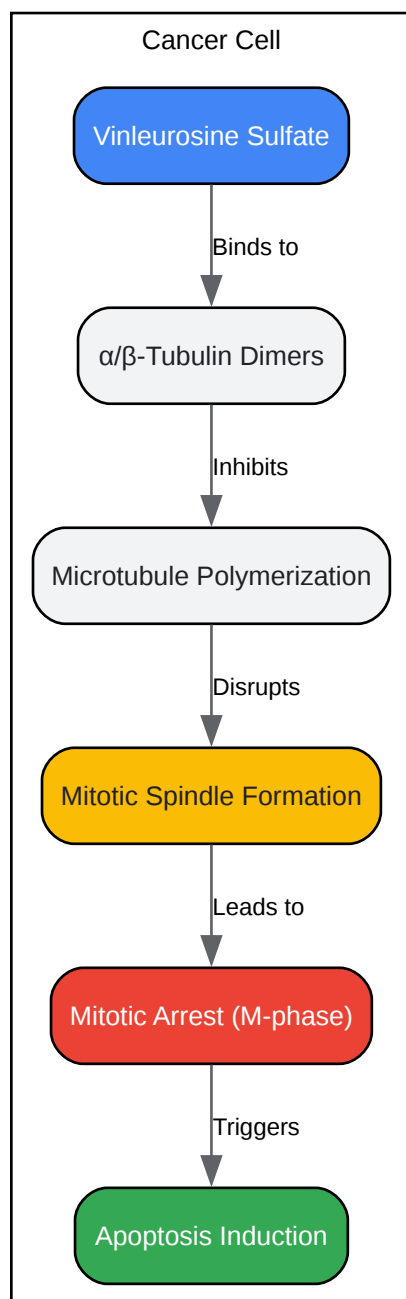 Cancer Cell
Vinleurosine Sulfate
Binds to
α/β-Tubulin Dimers
Inhibits
Microtubule Polymerization
Disrupts
Mitotic Spindle Formation
Leads to
Mitotic Arrest (M-phase)
Triggers
Apoptosis Induction